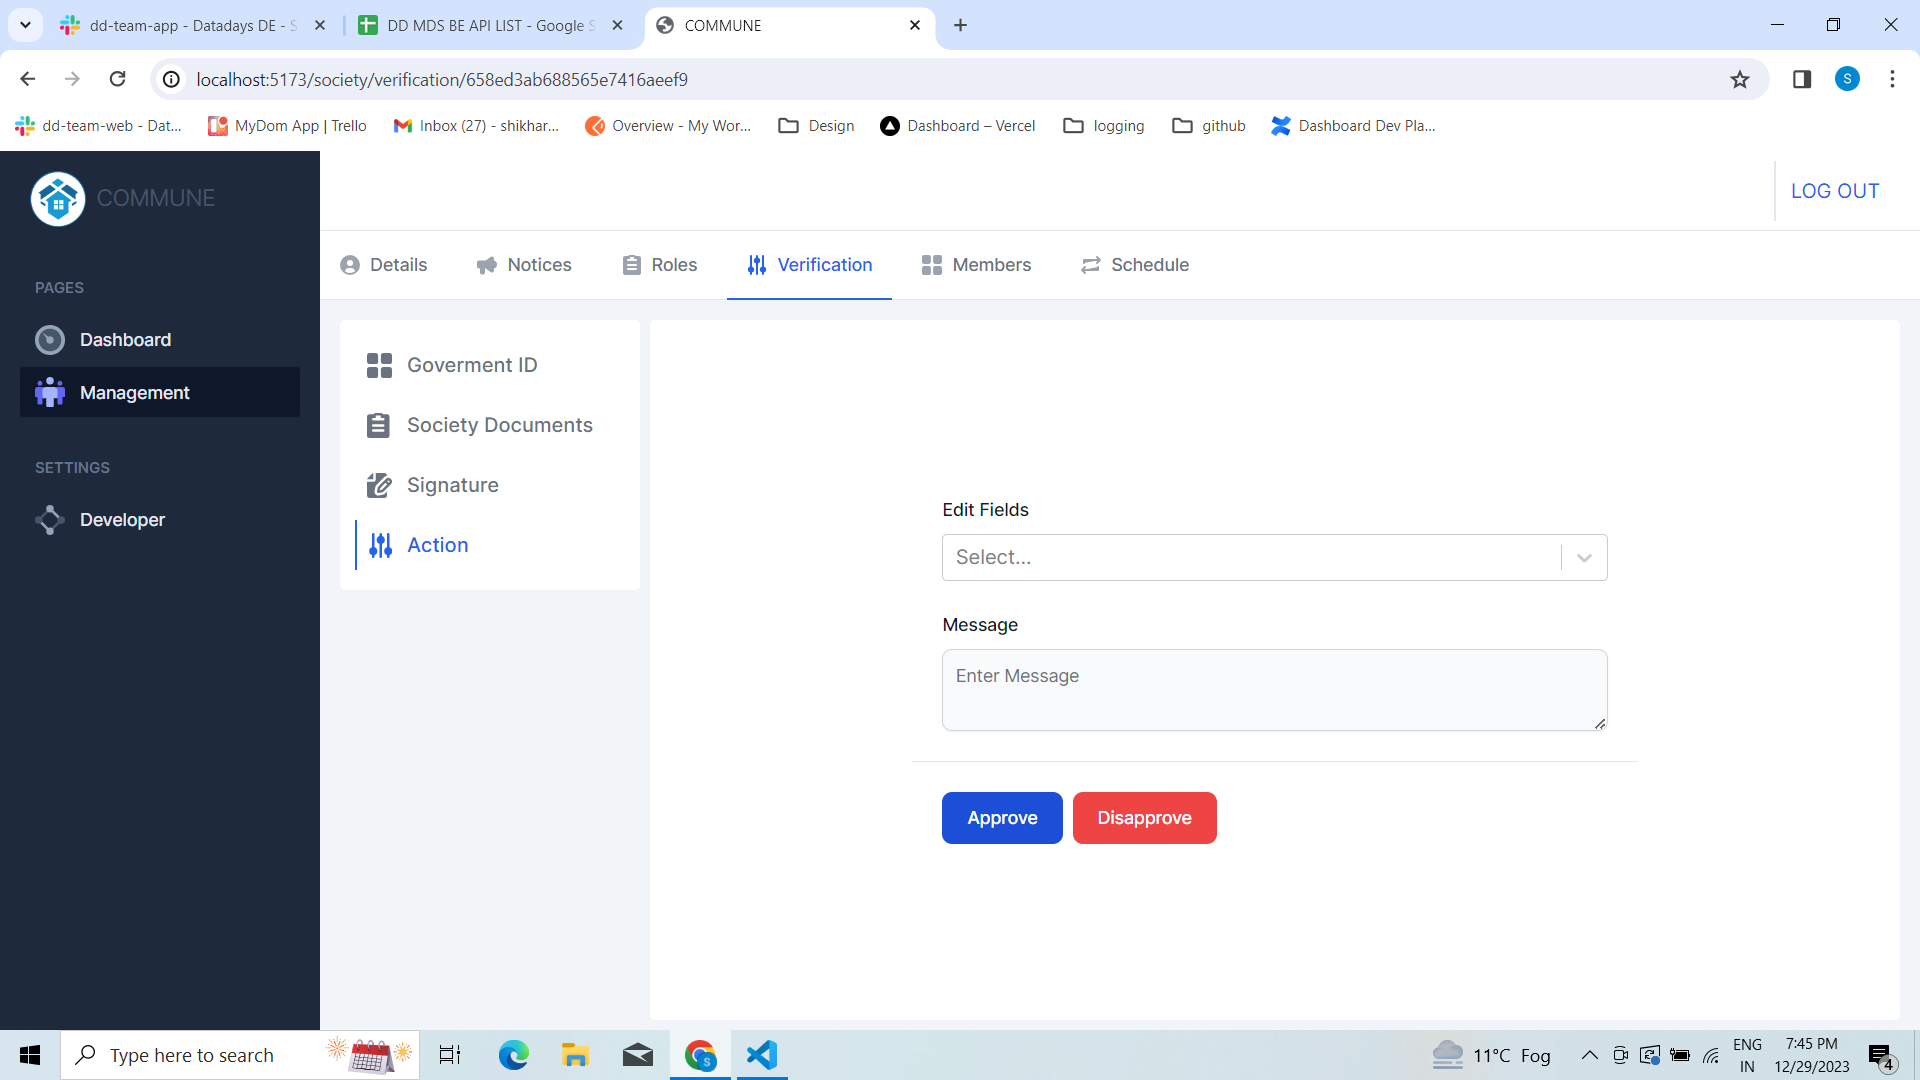 dd-team-app - Datadays DE - S
DD MDS BE API LIST - Google S
COMMUNE
localhost:5173/society/verification/658ed3ab688565e7416aeef9
S
dd-team-web - Dat...
MyDom App | Trello
Inbox (27) - shikhar...
Overview - My Wor...
Design
Dashboard – Vercel
logging
github
Dashboard Dev Pla...
COMMUNE
LOG OUT
PAGES
Dashboard
Management
SETTINGS
Developer
Details
Notices
Roles
Verification
Members
Schedule
Goverment ID
Society Documents
Signature
Action
Edit Fields
Select...
Message
Enter Message
Approve
Disapprove
Type here to search
S
11°C Fog
ENG
IN
7:45 PM
12/29/2023
4